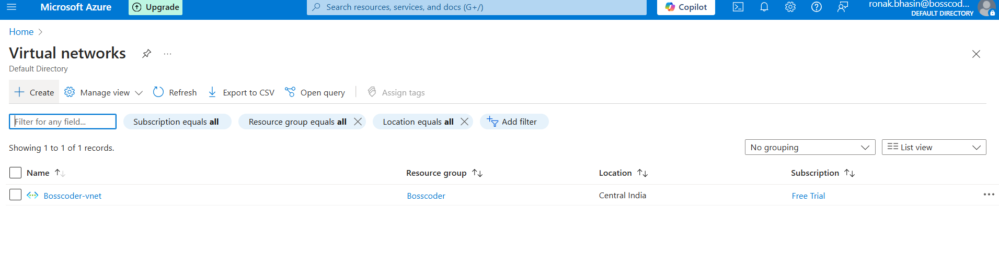 Microsoft Azure
Upgrade
Search resources, services, and docs (G+/)
Copilot
ronak.bhasin@bosscod...
DEFAULT DIRECTORY
Home
Virtual networks
Default Directory
Create
Manage view
Refresh
Export to CSV
Open query
Assign tags
Filter for any field...
Subscription equals all
Resource group equals all
Location equals all
Add filter
Showing 1 to 1 of 1 records.
No grouping
List view
Name
Resource group
Location
Subscription
Bosscoder-vnet
Bosscoder
Central India
Free Trial